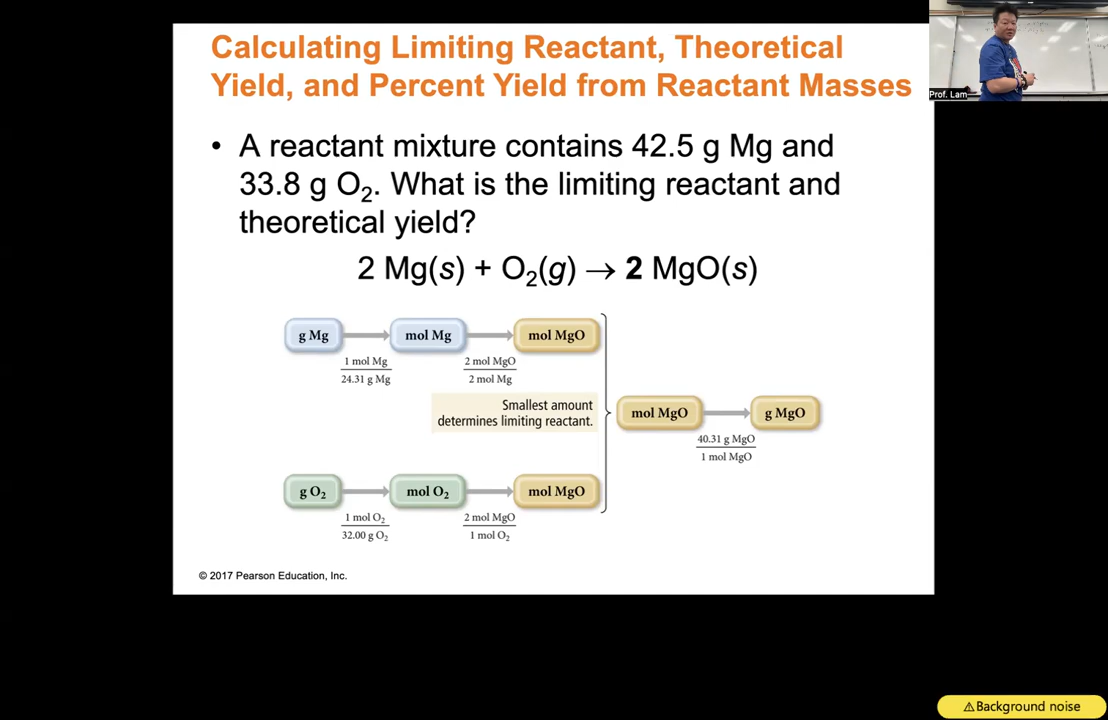 Calculating Limiting Reactant, Theoretical
Yield, and Percent Yield from Reactant Masses
Prof. Lam
• A reactant mixture contains 42.5 g Mg and
33.8 g O₂. What is the limiting reactant and
theoretical yield?
2 Mg(s) + O₂(g) → 2 MgO(s)
g Mg mol Mg mol MgO
1 mol Mg 2 mol MgO
24.31 g Mg 2 mol Mg
Smallest amount
determines limiting reactant.
mol MgO g MgO
40.31 g MgO
1 mol MgO
g O₂ mol O₂ mol MgO
1 mol O₂ 2 mol MgO
32.00 g O₂ 1 mol O₂
© 2017 Pearson Education, Inc.
⚠Background noise